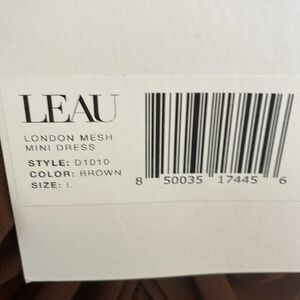 LEAU
LONDON MESH
MINI DRESS
STYLE: D1010
COLOR: BROWN
SIZE: L
8 50035 17445 6